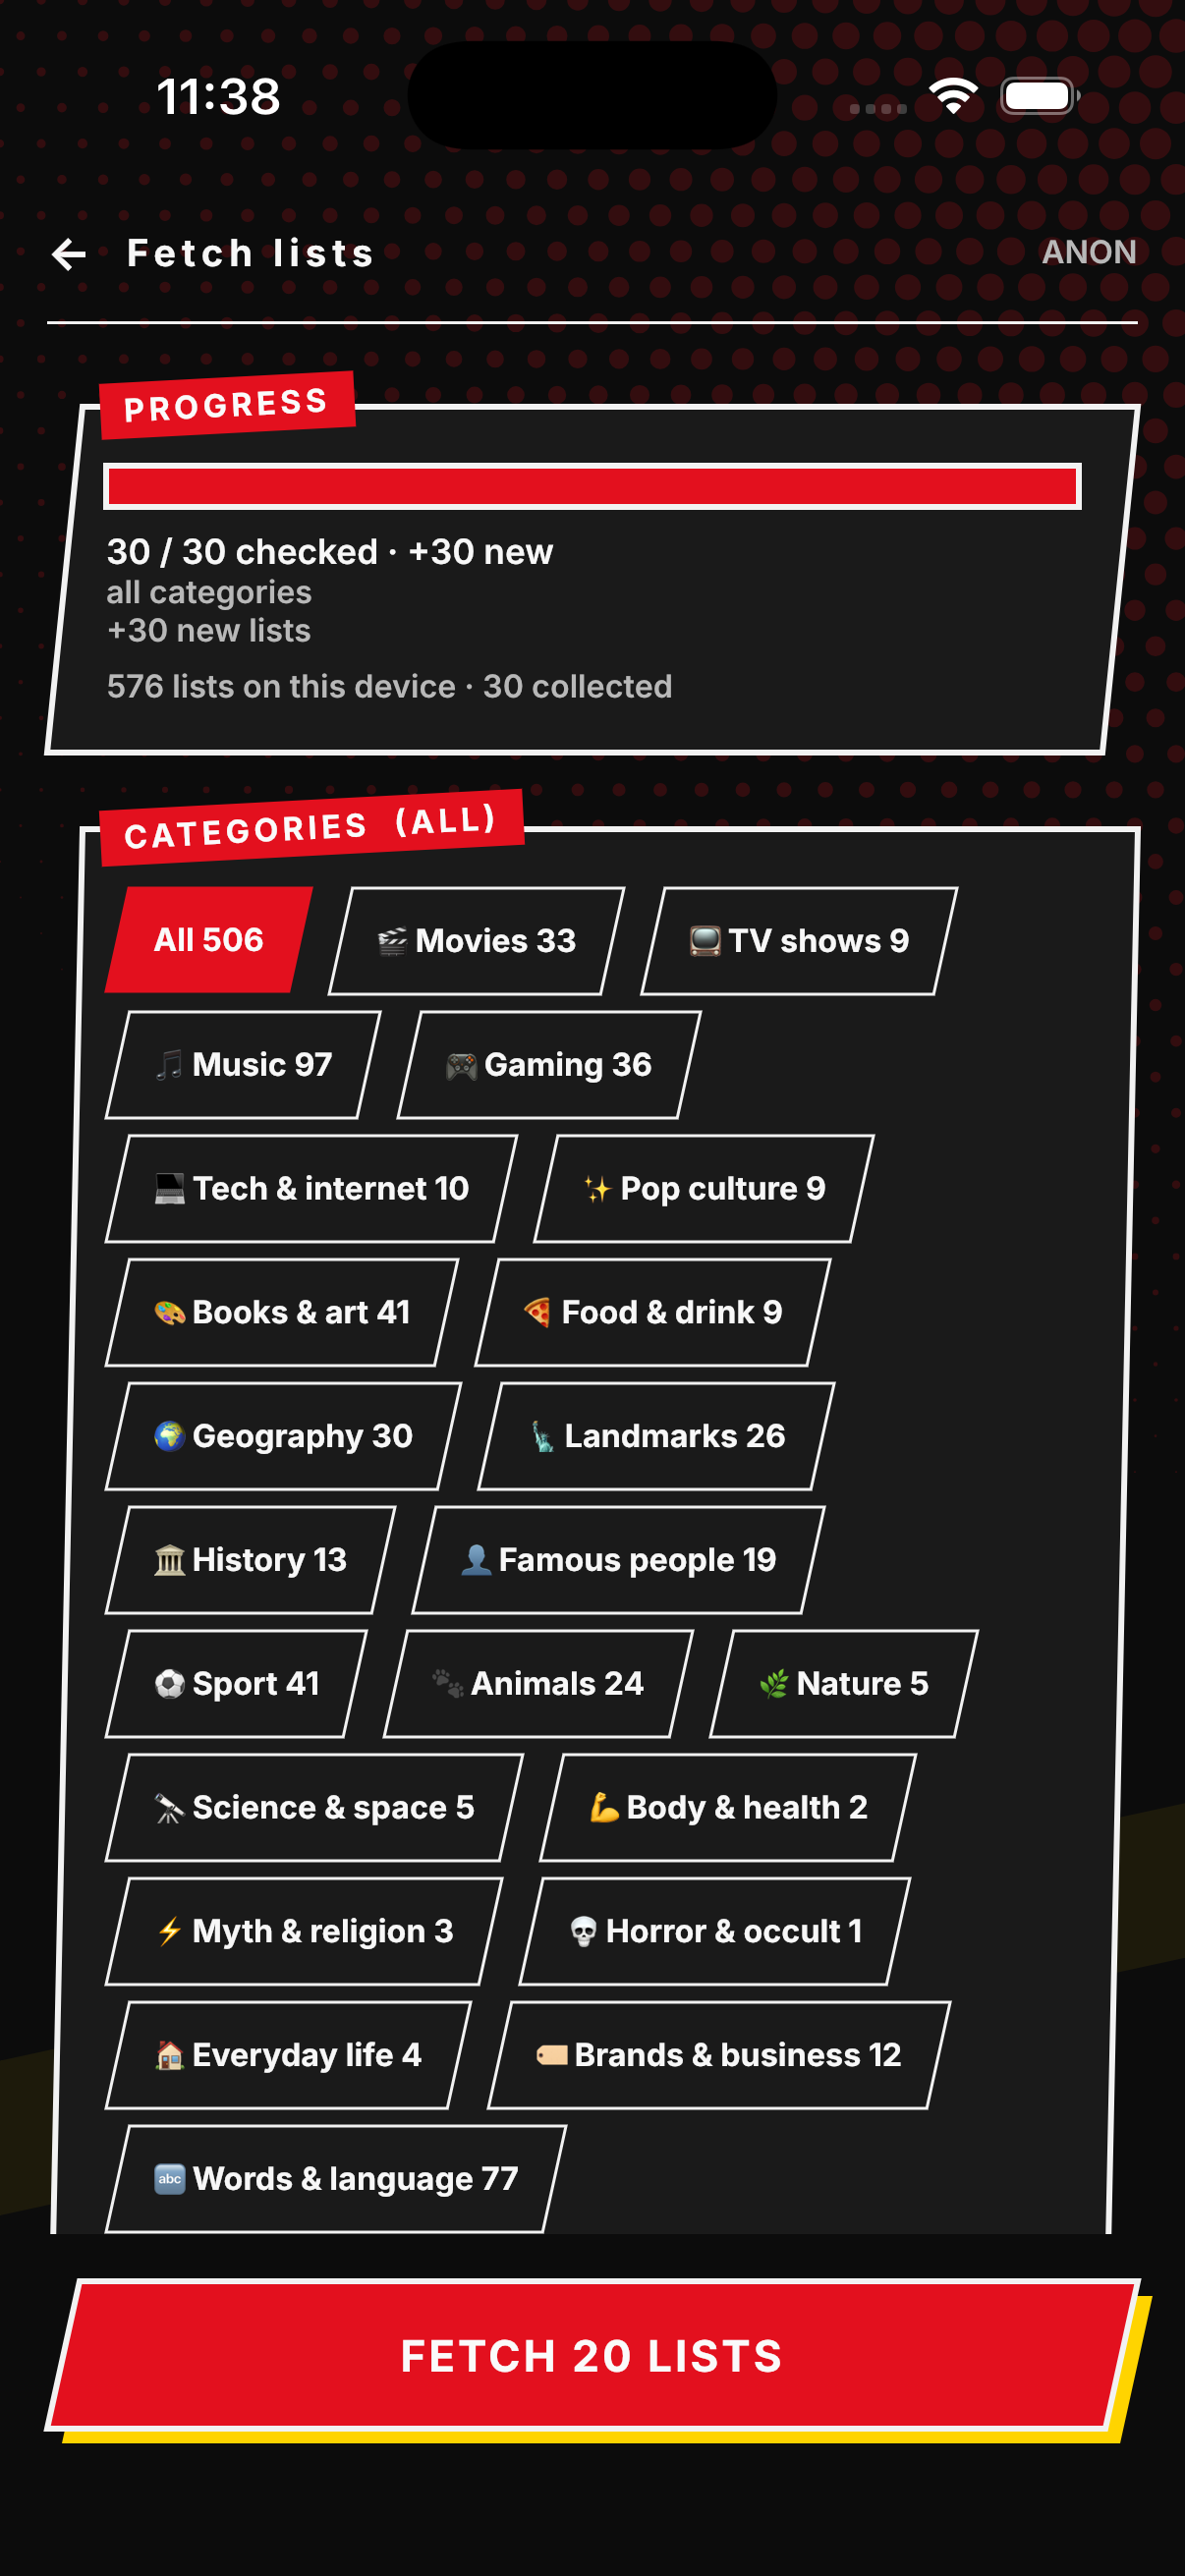 11:38
Fetch lists
ANON
PROGRESS
30 / 30 checked · +30 new
all categories
+30 new lists
576 lists on this device · 30 collected
CATEGORIES (ALL)
All 506
Movies 33
TV shows 9
Music 97
Gaming 36
Tech & internet 10
Pop culture 9
Books & art 41
Food & drink 9
Geography 30
Landmarks 26
History 13
Famous people 19
Sport 41
Animals 24
Nature 5
Science & space 5
Body & health 2
Myth & religion 3
Horror & occult 1
Everyday life 4
Brands & business 12
abc Words & language 77
FETCH 20 LISTS